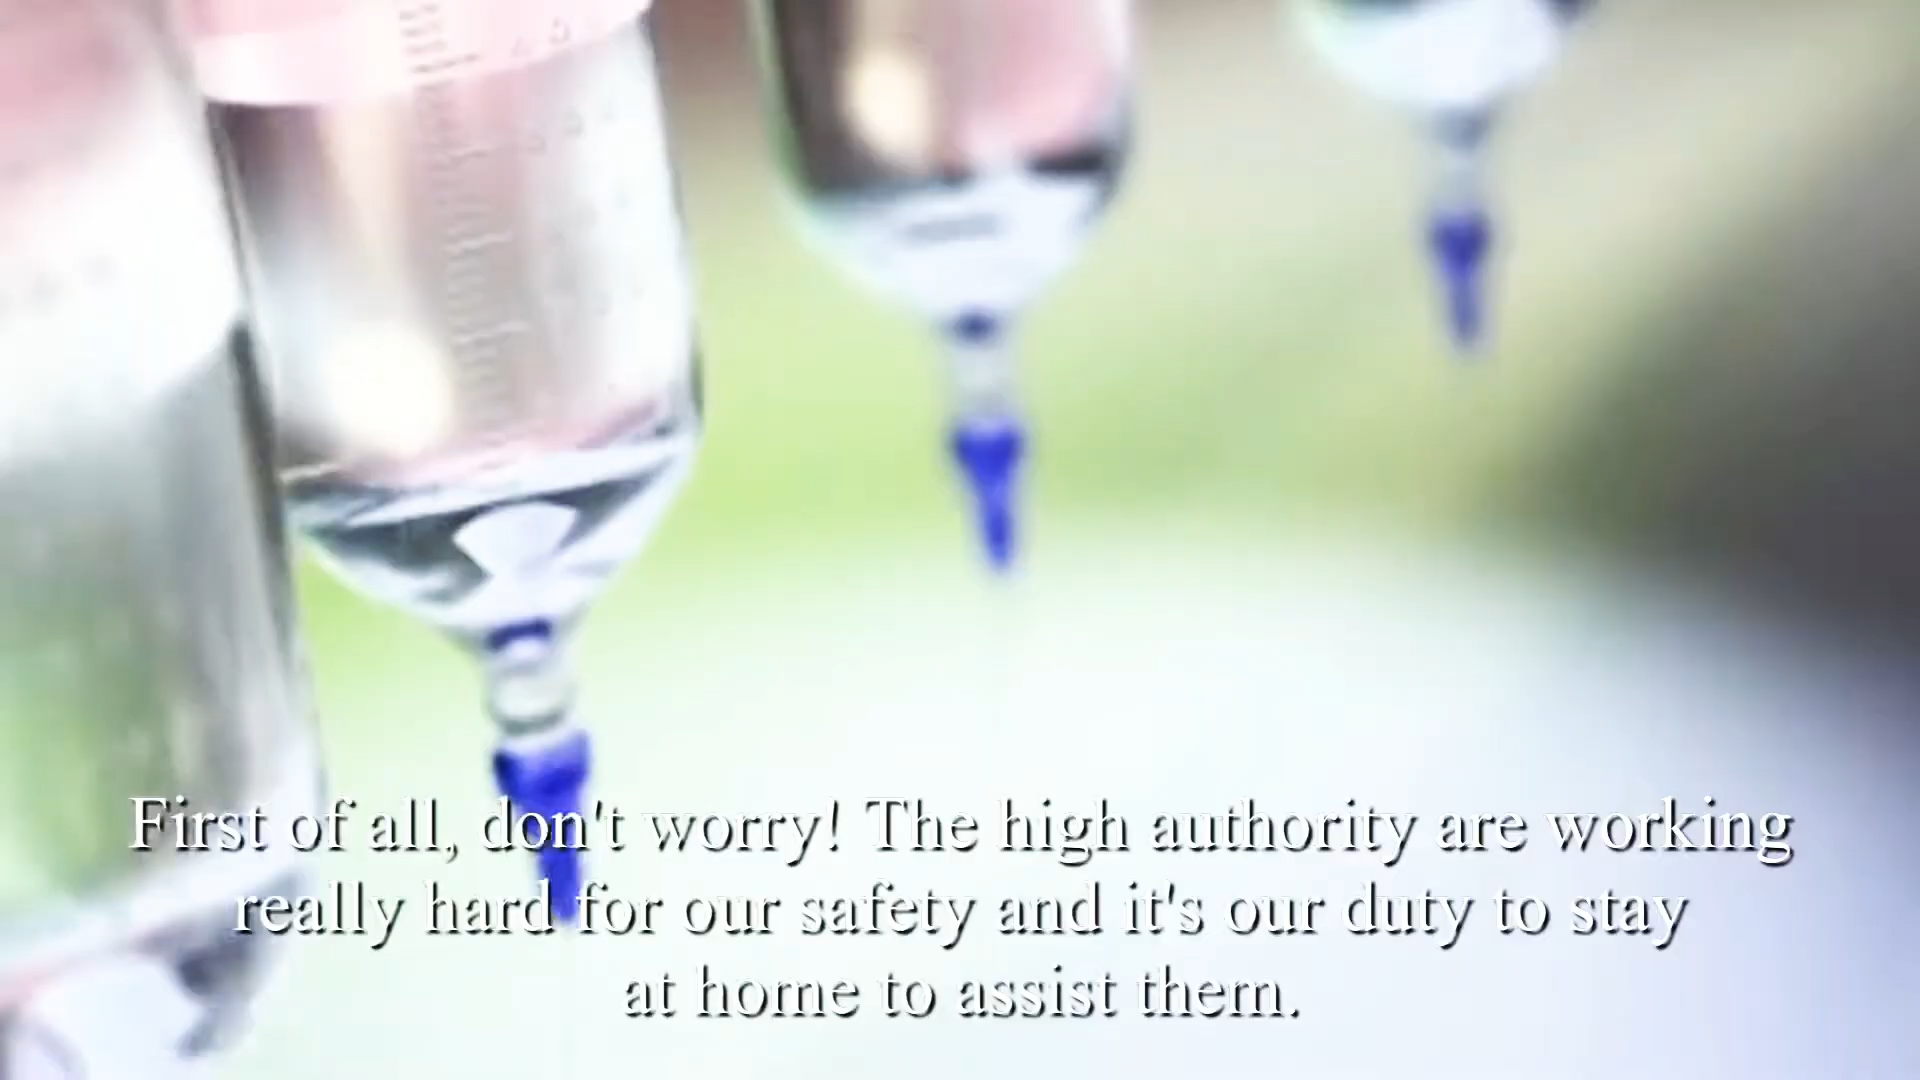 First of all, don't worry! The high authority are working
really hard for our safety and it's our duty to stay
at home to assist them.